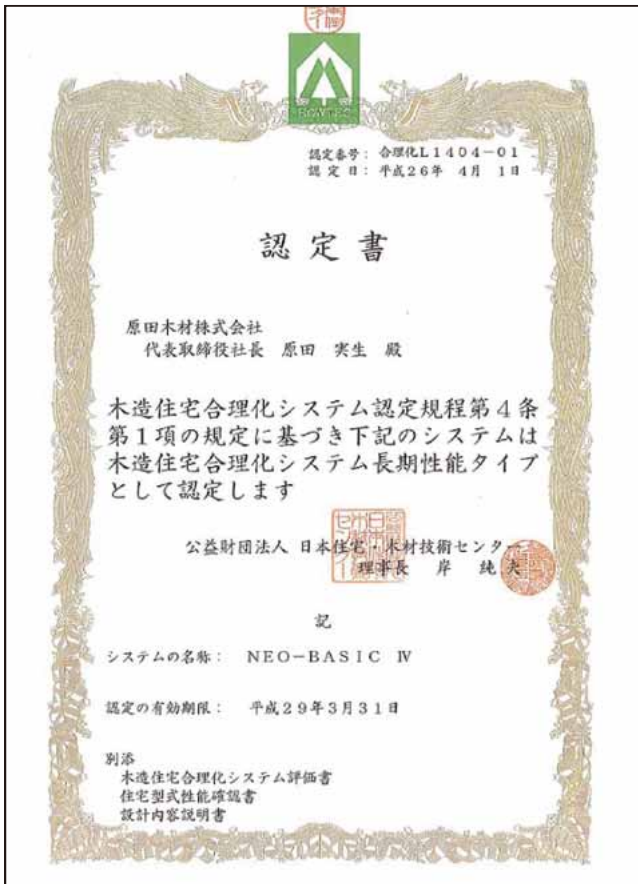 HOWTEC
認定番号：合理化L1404-01
認定日：平成26年 4月 1日
認定書
原田木材株式会社
代表取締役社長 原田 実生 殿
木造住宅合理化システム認定規程第4条
第1項の規定に基づき下記のシステムは
木造住宅合理化システム長期性能タイプ
として認定します
公益財団法人 日本住宅・木材技術センター
理事長 岸 純夫
記
システムの名称： NEO-BASIC Ⅳ
認定の有効期限： 平成29年3月31日
別添
木造住宅合理化システム評価書
住宅型式性能確認書
設計内容説明書